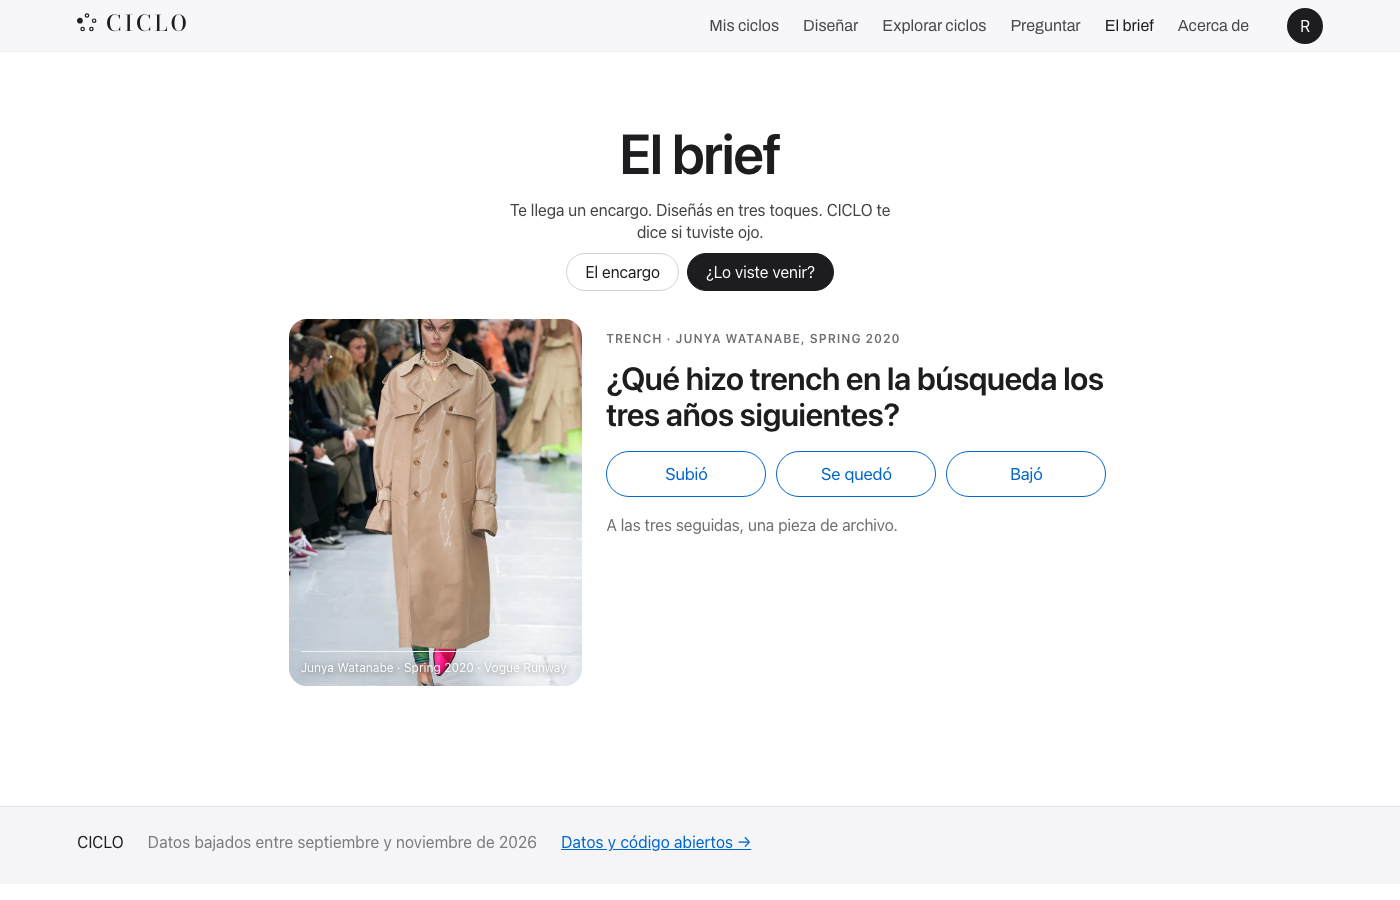 CICLO
Mis ciclos
Diseñar
Explorar ciclos
Preguntar
El brief
Acerca de
R
El brief
Te llega un encargo. Diseñás en tres toques. CICLO te
dice si tuviste ojo.
El encargo
¿Lo viste venir?
TRENCH · JUNYA WATANABE, SPRING 2020
¿Qué hizo trench en la búsqueda los
tres años siguientes?
Subió
Se quedó
Bajó
A las tres seguidas, una pieza de archivo.
Junya Watanabe · Spring 2020 · Vogue Runway
CICLO
Datos bajados entre septiembre y noviembre de 2026
Datos y código abiertos →